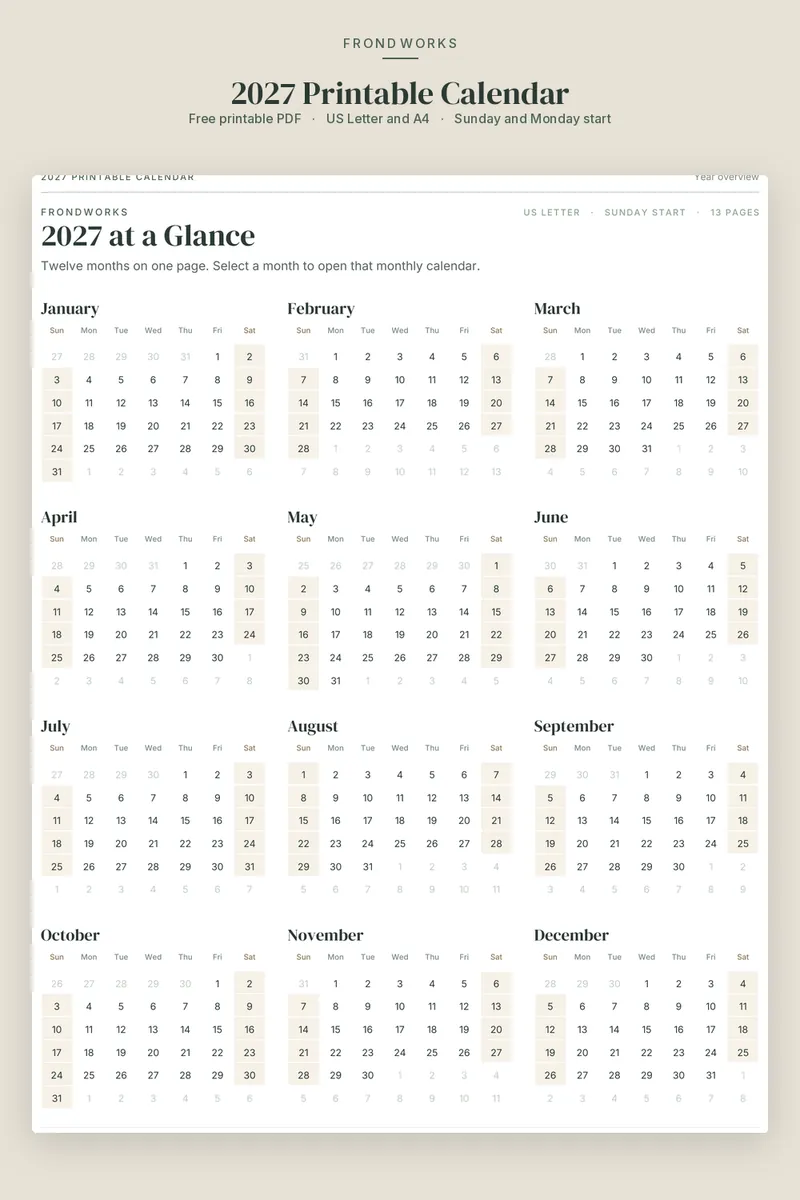 FRONDWORKS
2027 Printable Calendar
Free printable PDF · US Letter and A4 · Sunday and Monday start
2027 PRINTABLE CALENDAR Year overview
FRONDWORKS US LETTER · SUNDAY START · 13 PAGES
2027 at a Glance
Twelve months on one page. Select a month to open that monthly calendar.
January February March
Sun Mon Tue Wed Thu Fri Sat Sun Mon Tue Wed Thu Fri Sat Sun Mon Tue Wed Thu Fri Sat
27 28 29 30 31 1 2 31 1 2 3 4 5 6 28 1 2 3 4 5 6
3 4 5 6 7 8 9 7 8 9 10 11 12 13 7 8 9 10 11 12 13
10 11 12 13 14 15 16 14 15 16 17 18 19 20 14 15 16 17 18 19 20
17 18 19 20 21 22 23 21 22 23 24 25 26 27 21 22 23 24 25 26 27
24 25 26 27 28 29 30 28 1 2 3 4 5 6 28 29 30 31 1 2 3
31 1 2 3 4 5 6 7 8 9 10 11 12 13 4 5 6 7 8 9 10
April May June
Sun Mon Tue Wed Thu Fri Sat Sun Mon Tue Wed Thu Fri Sat Sun Mon Tue Wed Thu Fri Sat
28 29 30 31 1 2 3 25 26 27 28 29 30 1 30 31 1 2 3 4 5
4 5 6 7 8 9 10 2 3 4 5 6 7 8 6 7 8 9 10 11 12
11 12 13 14 15 16 17 9 10 11 12 13 14 15 13 14 15 16 17 18 19
18 19 20 21 22 23 24 16 17 18 19 20 21 22 20 21 22 23 24 25 26
25 26 27 28 29 30 1 23 24 25 26 27 28 29 27 28 29 30 1 2 3
2 3 4 5 6 7 8 30 31 1 2 3 4 5 4 5 6 7 8 9 10
July August September
Sun Mon Tue Wed Thu Fri Sat Sun Mon Tue Wed Thu Fri Sat Sun Mon Tue Wed Thu Fri Sat
27 28 29 30 1 2 3 1 2 3 4 5 6 7 29 30 31 1 2 3 4
4 5 6 7 8 9 10 8 9 10 11 12 13 14 5 6 7 8 9 10 11
11 12 13 14 15 16 17 15 16 17 18 19 20 21 12 13 14 15 16 17 18
18 19 20 21 22 23 24 22 23 24 25 26 27 28 19 20 21 22 23 24 25
25 26 27 28 29 30 31 29 30 31 1 2 3 4 26 27 28 29 30 1 2
1 2 3 4 5 6 7 5 6 7 8 9 10 11 3 4 5 6 7 8 9
October November December
Sun Mon Tue Wed Thu Fri Sat Sun Mon Tue Wed Thu Fri Sat Sun Mon Tue Wed Thu Fri Sat
26 27 28 29 30 1 2 31 1 2 3 4 5 6 28 29 30 1 2 3 4
3 4 5 6 7 8 9 7 8 9 10 11 12 13 5 6 7 8 9 10 11
10 11 12 13 14 15 16 14 15 16 17 18 19 20 12 13 14 15 16 17 18
17 18 19 20 21 22 23 21 22 23 24 25 26 27 19 20 21 22 23 24 25
24 25 26 27 28 29 30 28 29 30 1 2 3 4 26 27 28 29 30 31 1
31 1 2 3 4 5 6 5 6 7 8 9 10 11 2 3 4 5 6 7 8